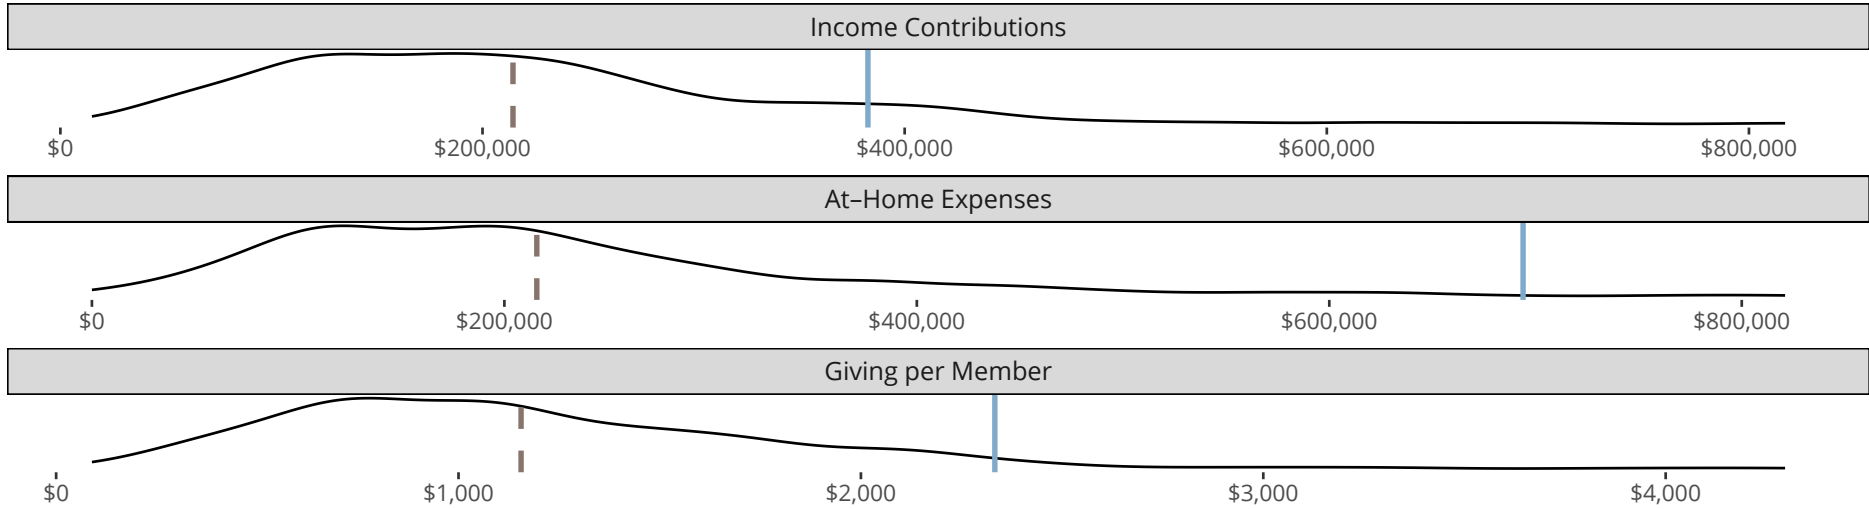 Income Contributions
$0 $200,000 $400,000 $600,000 $800,000
At–Home Expenses
$0 $200,000 $400,000 $600,000 $800,000
Giving per Member
$0 $1,000 $2,000 $3,000 $4,000